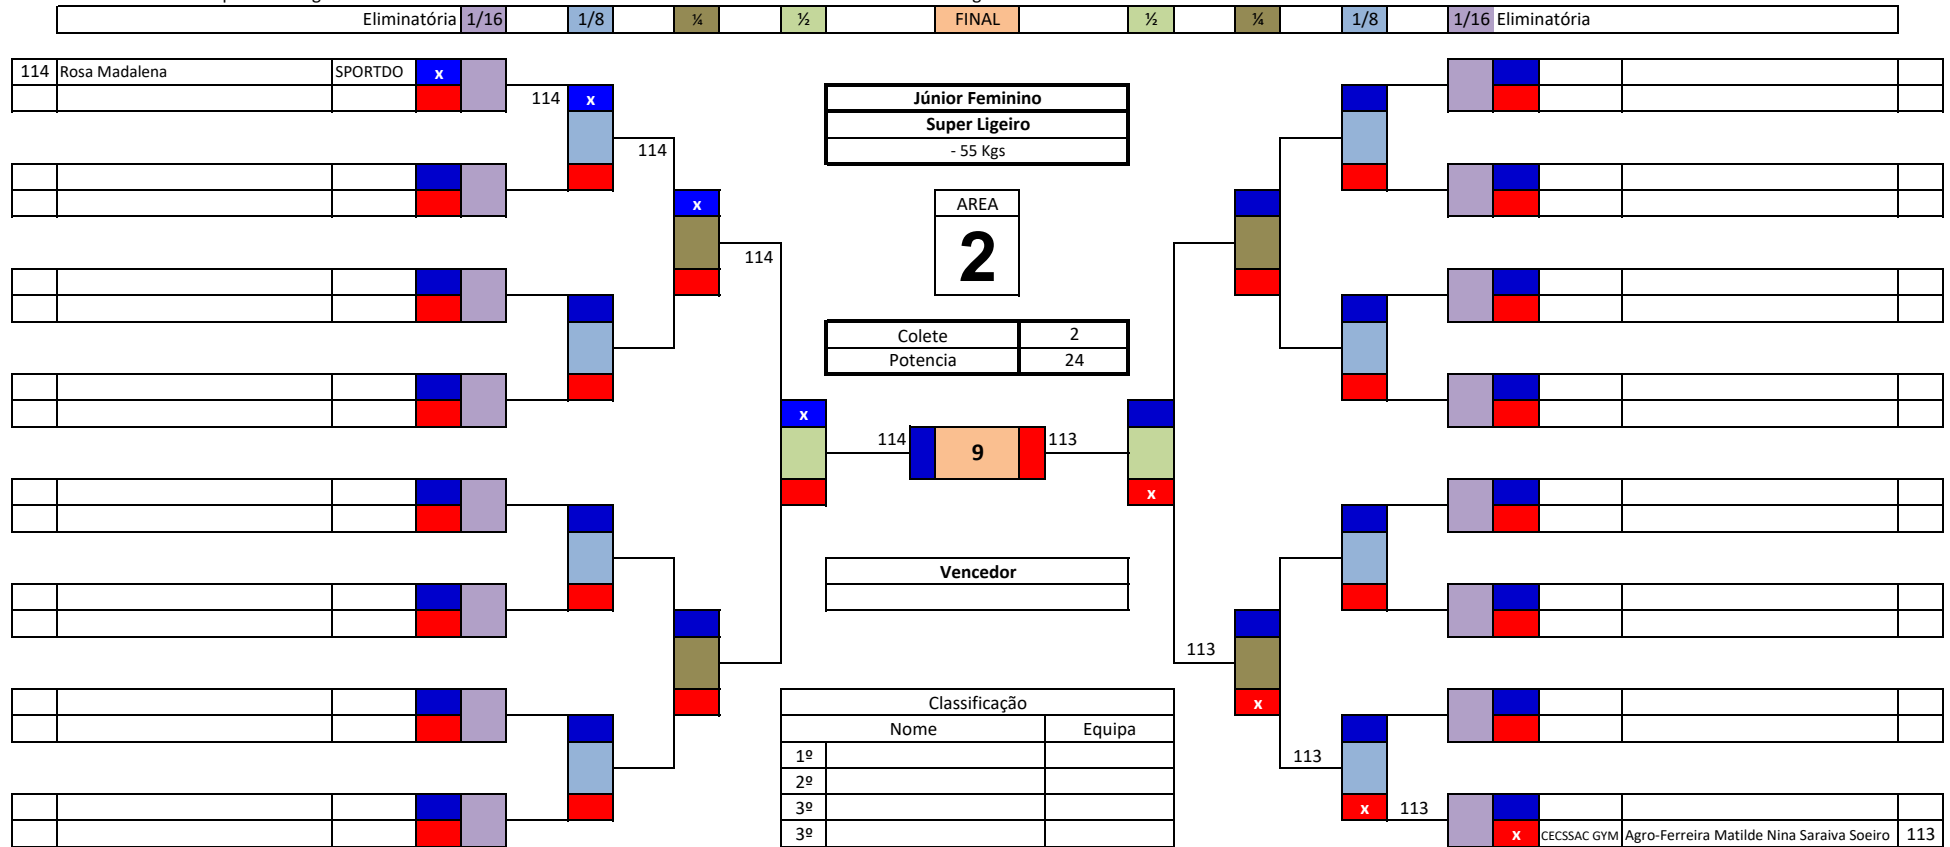 Eliminatória 1/16 1/8 ¼ ½ FINAL ½ ¼ 1/8 1/16 Eliminatória
114 Rosa Madalena SPORTDO x
114 x
Júnior Feminino
Super Ligeiro
- 55 Kgs
114
x
AREA
2
114
Colete 2
Potencia 24
x
114 9 113
x
Vencedor
113
Classificação
x
Nome Equipa
1º
113
2º
3º
x 113
3º
x CECSSAC GYM Agro-Ferreira Matilde Nina Saraiva Soeiro 113